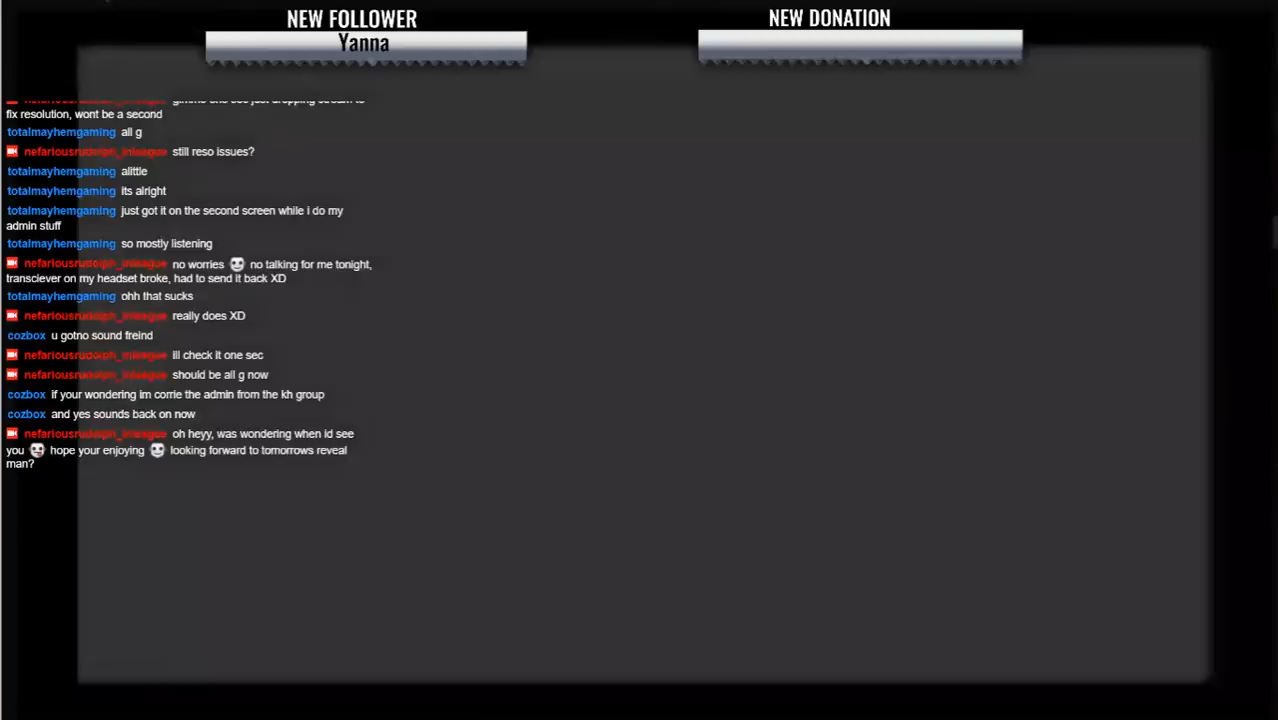 NEW FOLLOWER
Yanna
NEW DONATION
fix resolution, wont be a second
totalmayhemgaming all g
still reso issues?
totalmayhemgaming alittle
totalmayhemgaming its alright
totalmayhemgaming just got it on the second screen while i do my
admin stuff
totalmayhemgaming so mostly listening
no worries no talking for me tonight,
transciever on my headset broke, had to send it back XD
totalmayhemgaming ohh that sucks
really does XD
cozbox u gotno sound freind
ill check it one sec
should be all g now
cozbox if your wondering im corrie the admin from the kh group
cozbox and yes sounds back on now
oh heyy, was wondering when id see
you hope your enjoying looking forward to tomorrows reveal
man?